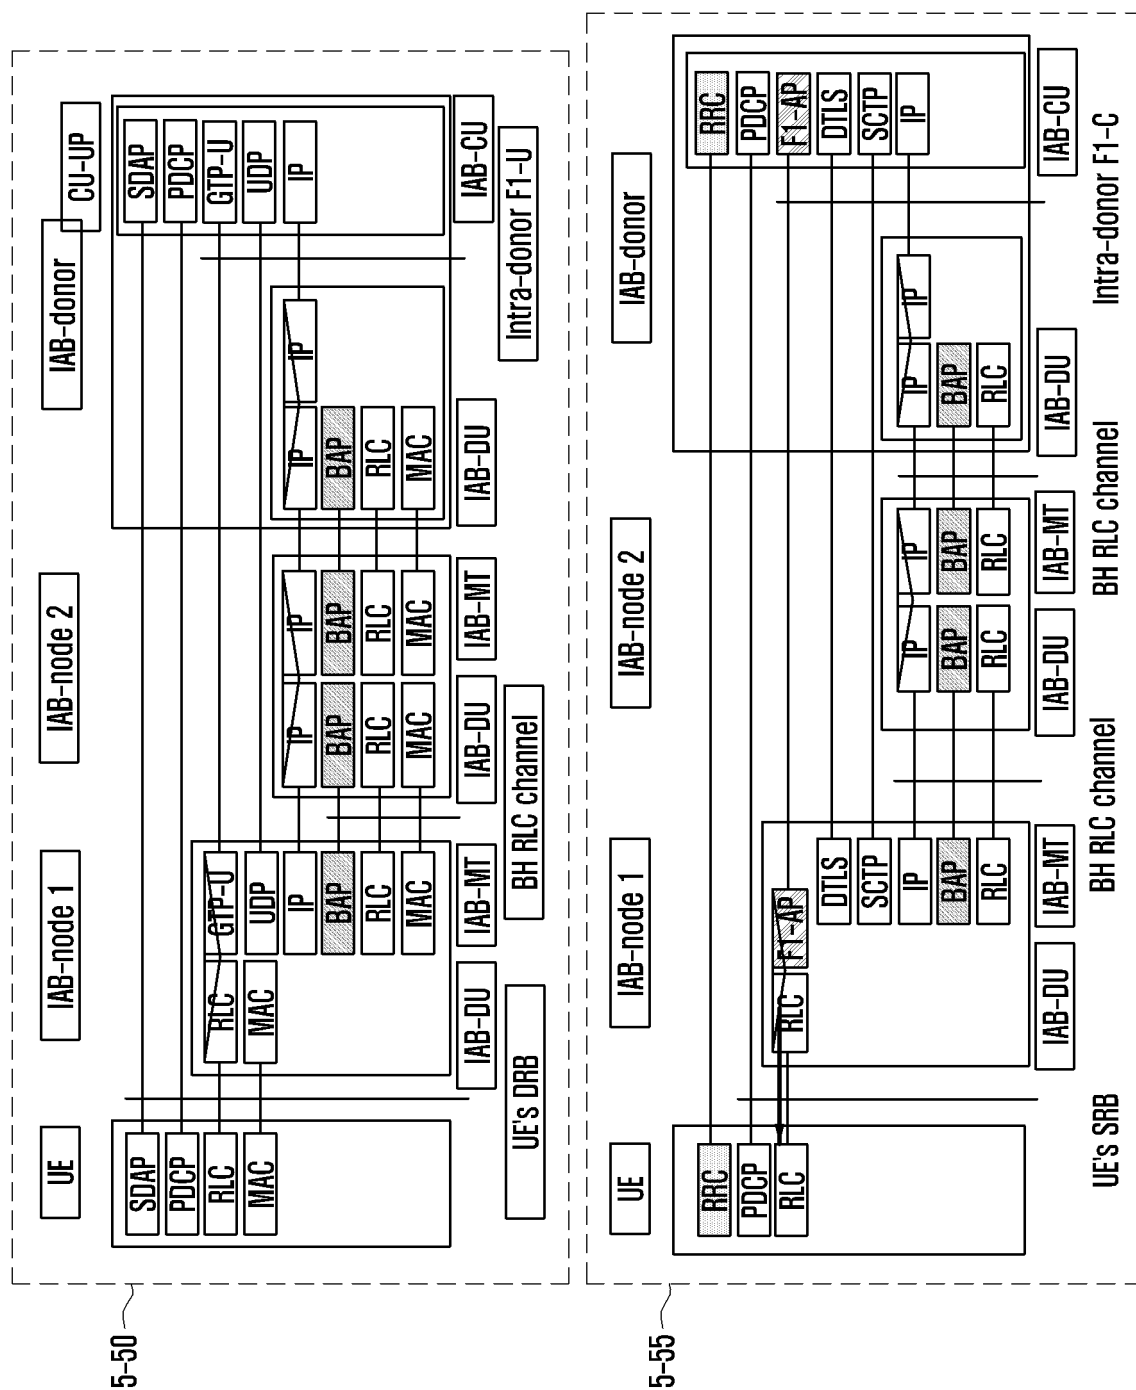 5-50
UE IAB-node 1 IAB-node 2 IAB-donor
CU-UP
SDAP SDAP
PDCP PDCP
RLC RLC GTP-U GTP-U
MAC MAC UDP UDP
IP IP IP IP IP IP
BAP BAP BAP BAP
RLC RLC RLC RLC
MAC MAC MAC MAC
IAB-DU IAB-MT IAB-DU IAB-MT IAB-DU IAB-CU
UE's DRB BH RLC channel Intra-donor F1-U
5-55
UE IAB-node 1 IAB-node 2 IAB-donor
RRC RRC
PDCP PDCP
RLC RLC F1-AP F1-AP
DTLS DTLS
SCTP SCTP
IP IP IP IP IP IP
BAP BAP BAP BAP
RLC RLC RLC RLC
IAB-DU IAB-MT IAB-DU IAB-MT IAB-DU IAB-CU
UE's SRB BH RLC channel BH RLC channel Intra-donor F1-C